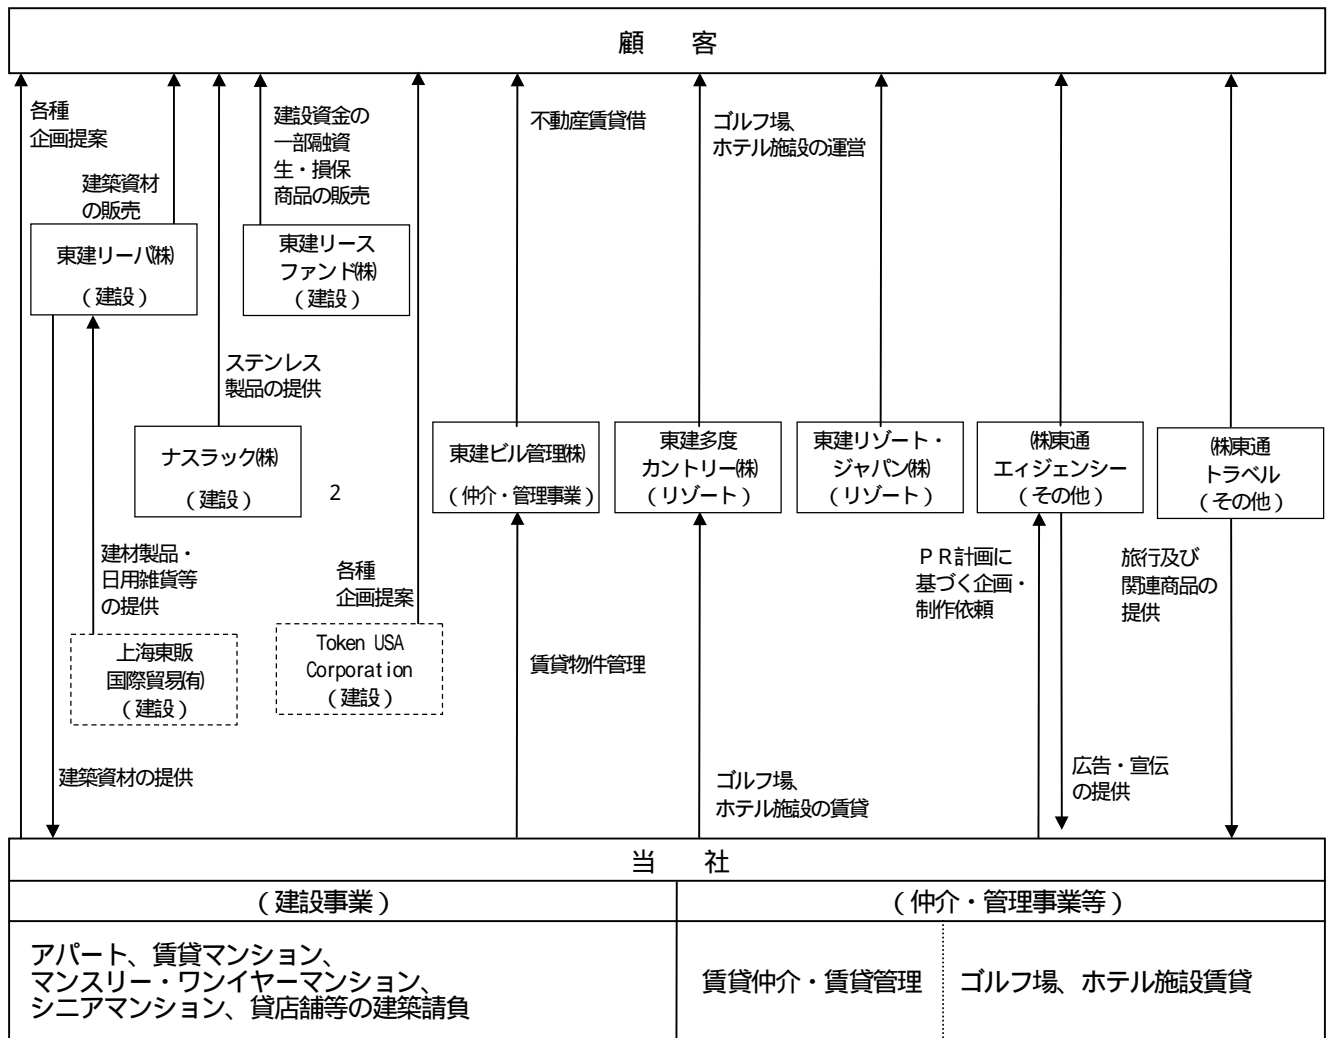 顧　客
各種
企画提案
建築資材
の販売
建設資金の
一部融資
生・損保
商品の販売
不動産賃貸借
ゴルフ場、
ホテル施設の運営
東建リーバ㈱
（建設）
東建リース
ファンド㈱
（建設）
ステンレス
製品の提供
ナスラック㈱
（建設）
2
東建ビル管理㈱
（仲介・管理事業）
東建多度
カントリー㈱
（リゾート）
東建リゾート・
ジャパン㈱
（リゾート）
㈱東通
エィジェンシー
（その他）
㈱東通
トラベル
（その他）
建材製品・
日用雑貨等
の提供
各種
企画提案
ＰＲ計画に
基づく企画・
制作依頼
旅行及び
関連商品の
提供
上海東販
国際貿易㈲
（建設）
Token USA
Corporation
（建設）
賃貸物件管理
建築資材の提供
ゴルフ場、
ホテル施設の賃貸
広告・宣伝
の提供
当　社
（建設事業）
（仲介・管理事業等）
アパート、賃貸マンション、
マンスリー・ワンイヤーマンション、
シニアマンション、貸店舗等の建築請負
賃貸仲介・賃貸管理
ゴルフ場、ホテル施設賃貸